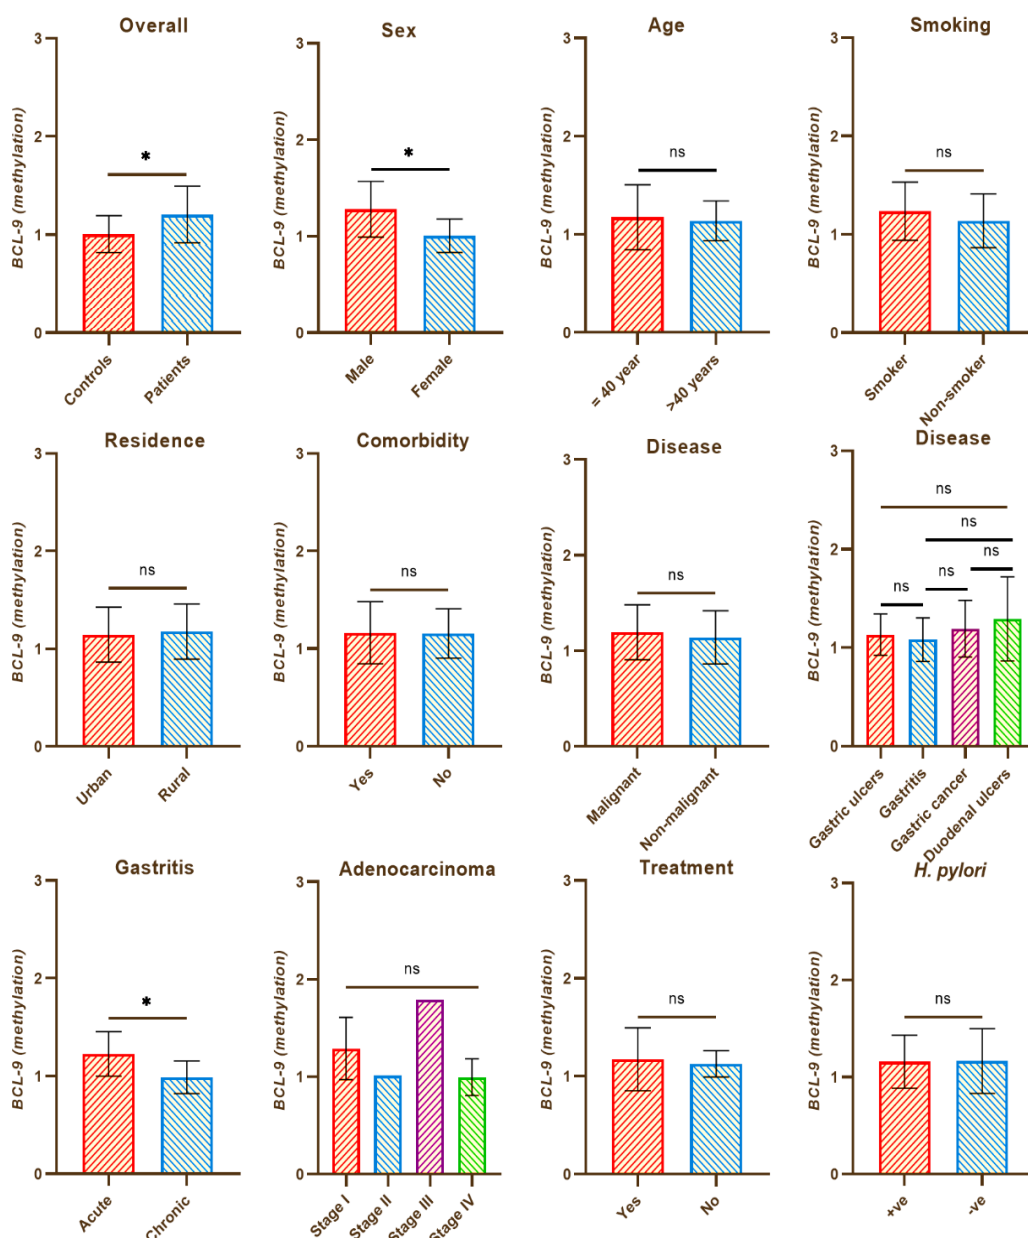 Overall
3
2
1
0
BCL-9 (methylation)
*
Controls
Patients
Sex
3
2
1
0
BCL-9 (methylation)
*
Male
Female
Age
3
2
1
0
BCL-9 (methylation)
ns
= 40 year
>40 years
Smoking
3
2
1
0
BCL-9 (methylation)
ns
Smoker
Non-smoker
Residence
3
2
1
0
BCL-9 (methylation)
ns
Urban
Rural
Comorbidity
3
2
1
0
BCL-9 (methylation)
ns
Yes
No
Disease
3
2
1
0
BCL-9 (methylation)
ns
Malignant
Non-malignant
Disease
3
2
1
0
BCL-9 (methylation)
ns
ns
ns
ns
ns
Gastric ulcers
Gastritis
Gastric cancer
Duodenal ulcers
Gastritis
3
2
1
0
BCL-9 (methylation)
*
Acute
Chronic
Adenocarcinoma
3
2
1
0
BCL-9 (methylation)
ns
Stage I
Stage II
Stage III
Stage IV
Treatment
3
2
1
0
BCL-9 (methylation)
ns
Yes
No
H. pylori
3
2
1
0
BCL-9 (methylation)
ns
+ve
-ve